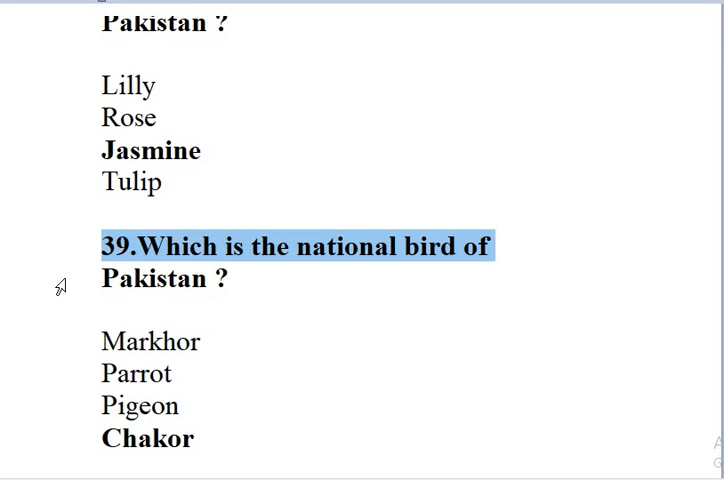 Pakistan ?
Lilly
Rose
Jasmine
Tulip
39.Which is the national bird of
Pakistan ?
Markhor
Parrot
Pigeon
Chakor